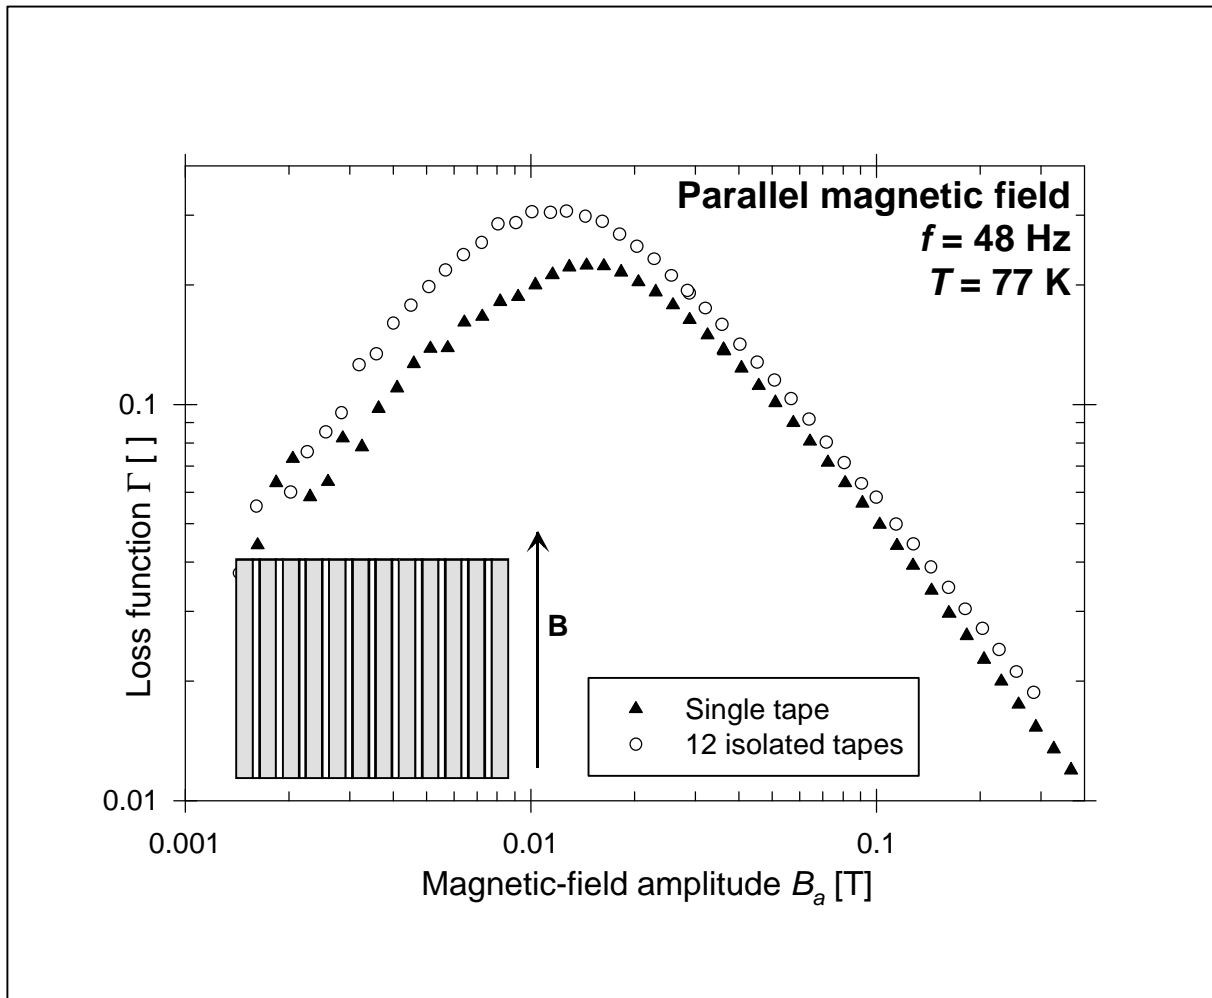 Parallel magnetic field
f = 48 Hz
T = 77 K
0.1
Loss function Γ [ ]
B
Single tape
12 isolated tapes
0.01
0.001
0.01
0.1
Magnetic-field amplitude Ba [T]